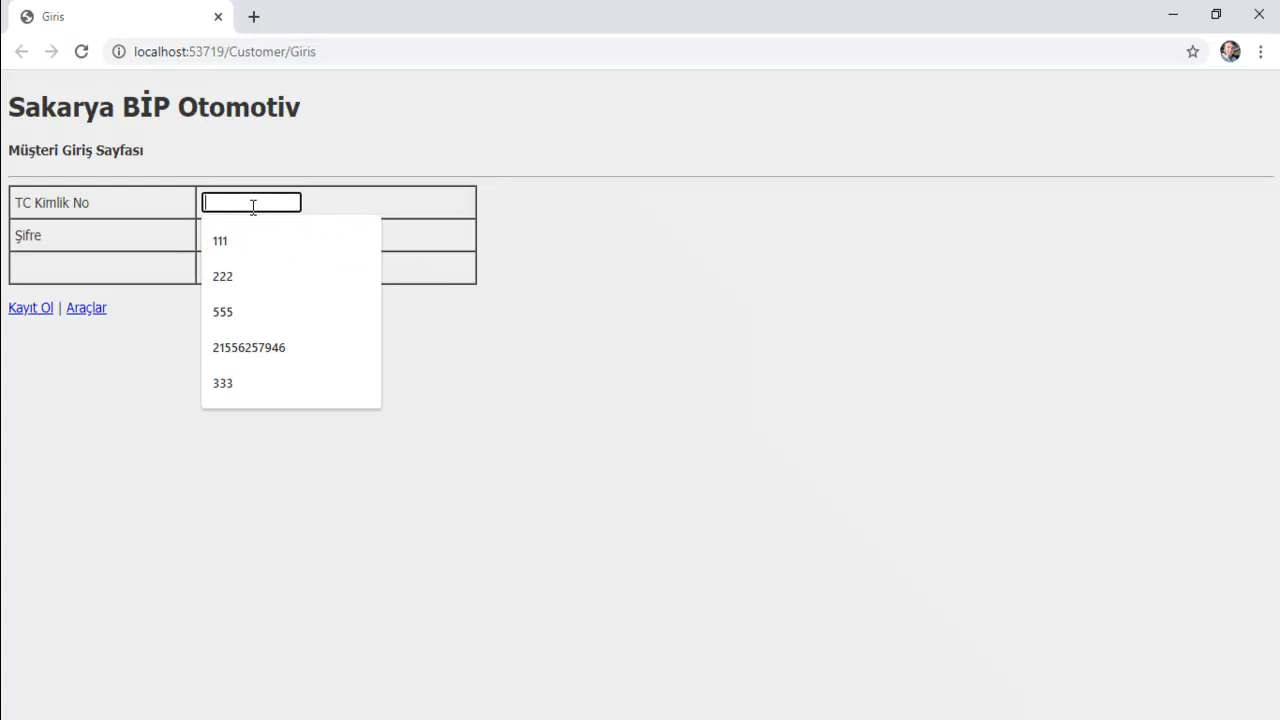 Giris
localhost:53719/Customer/Giris
Sakarya BİP Otomotiv
Müşteri Giriş Sayfası
TC Kimlik No
Şifre
111
222
555
21556257946
333
Kayıt Ol | Araçlar